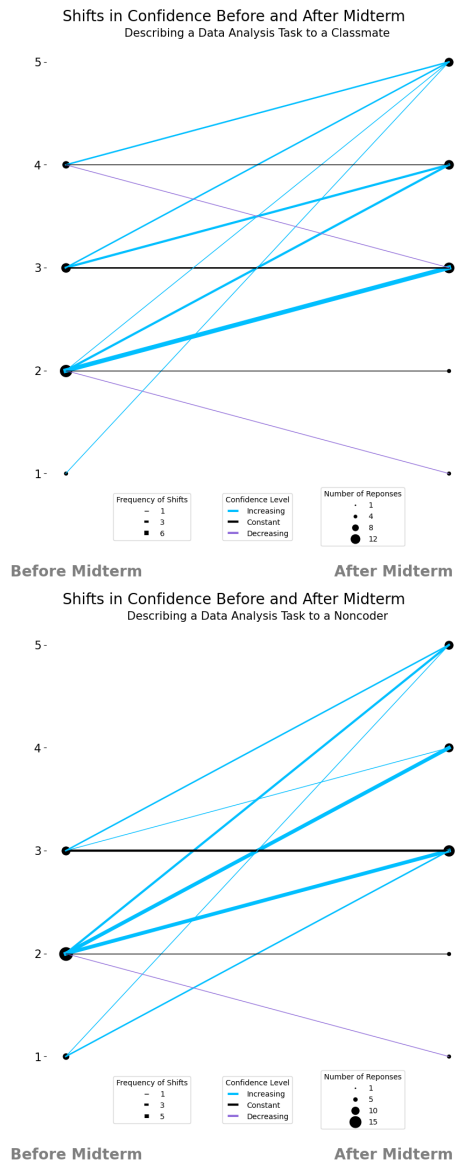 Shifts in Confidence Before and After Midterm
Describing a Data Analysis Task to a Classmate
5
4
3
2
1
Frequency of Shifts
1
3
6
Confidence Level
Increasing
Constant
Decreasing
Number of Reponses
1
4
8
12
Before Midterm
After Midterm
Shifts in Confidence Before and After Midterm
Describing a Data Analysis Task to a Noncoder
5
4
3
2
1
Frequency of Shifts
1
3
5
Confidence Level
Increasing
Constant
Decreasing
Number of Reponses
1
5
10
15
Before Midterm
After Midterm